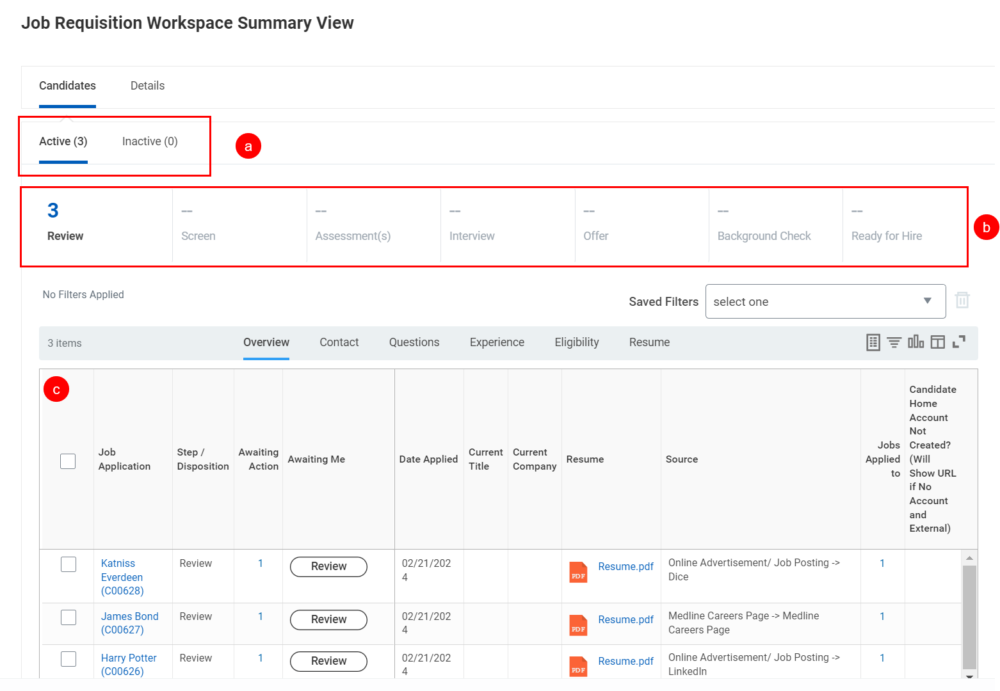 Job Requisition Workspace Summary View
Candidates Details
Active (3) Inactive (0)
a
3 -- -- -- -- -- --
Review Screen Assessment(s) Interview Offer Background Check Ready for Hire
b
No Filters Applied
Saved Filters select one
3 items Overview Contact Questions Experience Eligibility Resume
c
Job
Application
Step /
Disposition
Awaiting
Action
Awaiting Me
Date Applied
Current
Title
Current
Company
Resume
Source
Jobs
Applied
to
Candidate
Home
Account
Not
Created?
(Will
Show URL
if No
Account
and
External)
Katniss
Everdeen
(C00628)
Review
1
Review
02/21/202
4
PDF
Resume.pdf
Online Advertisement/ Job Posting ->
Dice
1
James Bond
(C00627)
Review
1
Review
02/21/202
4
PDF
Resume.pdf
Medline Careers Page -> Medline
Careers Page
1
Harry Potter
(C00626)
Review
1
Review
02/21/202
4
PDF
Resume.pdf
Online Advertisement/ Job Posting ->
LinkedIn
1